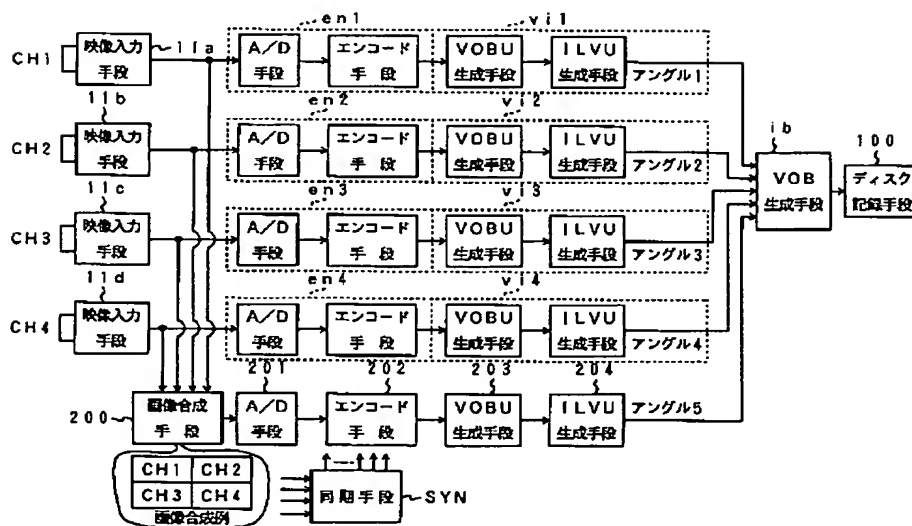 en1
vi1
11a
CH1
映像入力
手段
A/D
手段
エンコード
手 段
VOBU
生成手段
ILVU
生成手段
アングル1
11b
en2
vi2
CH2
映像入力
手段
A/D
手段
エンコード
手 段
VOBU
生成手段
ILVU
生成手段
アングル2
ib
100
VOB
生成手段
ディスク
記録手段
11c
en3
vi3
CH3
映像入力
手段
A/D
手段
エンコード
手 段
VOBU
生成手段
ILVU
生成手段
アングル3
11d
en4
vi4
CH4
映像入力
手段
A/D
手段
エンコード
手 段
VOBU
生成手段
ILVU
生成手段
アングル4
201
202
203
204
200
画像合成
手 段
A/D
手段
エンコード
手 段
VOBU
生成手段
ILVU
生成手段
アングル5
CH1 CH2
CH3 CH4
画像合成例
同期手段
SYN